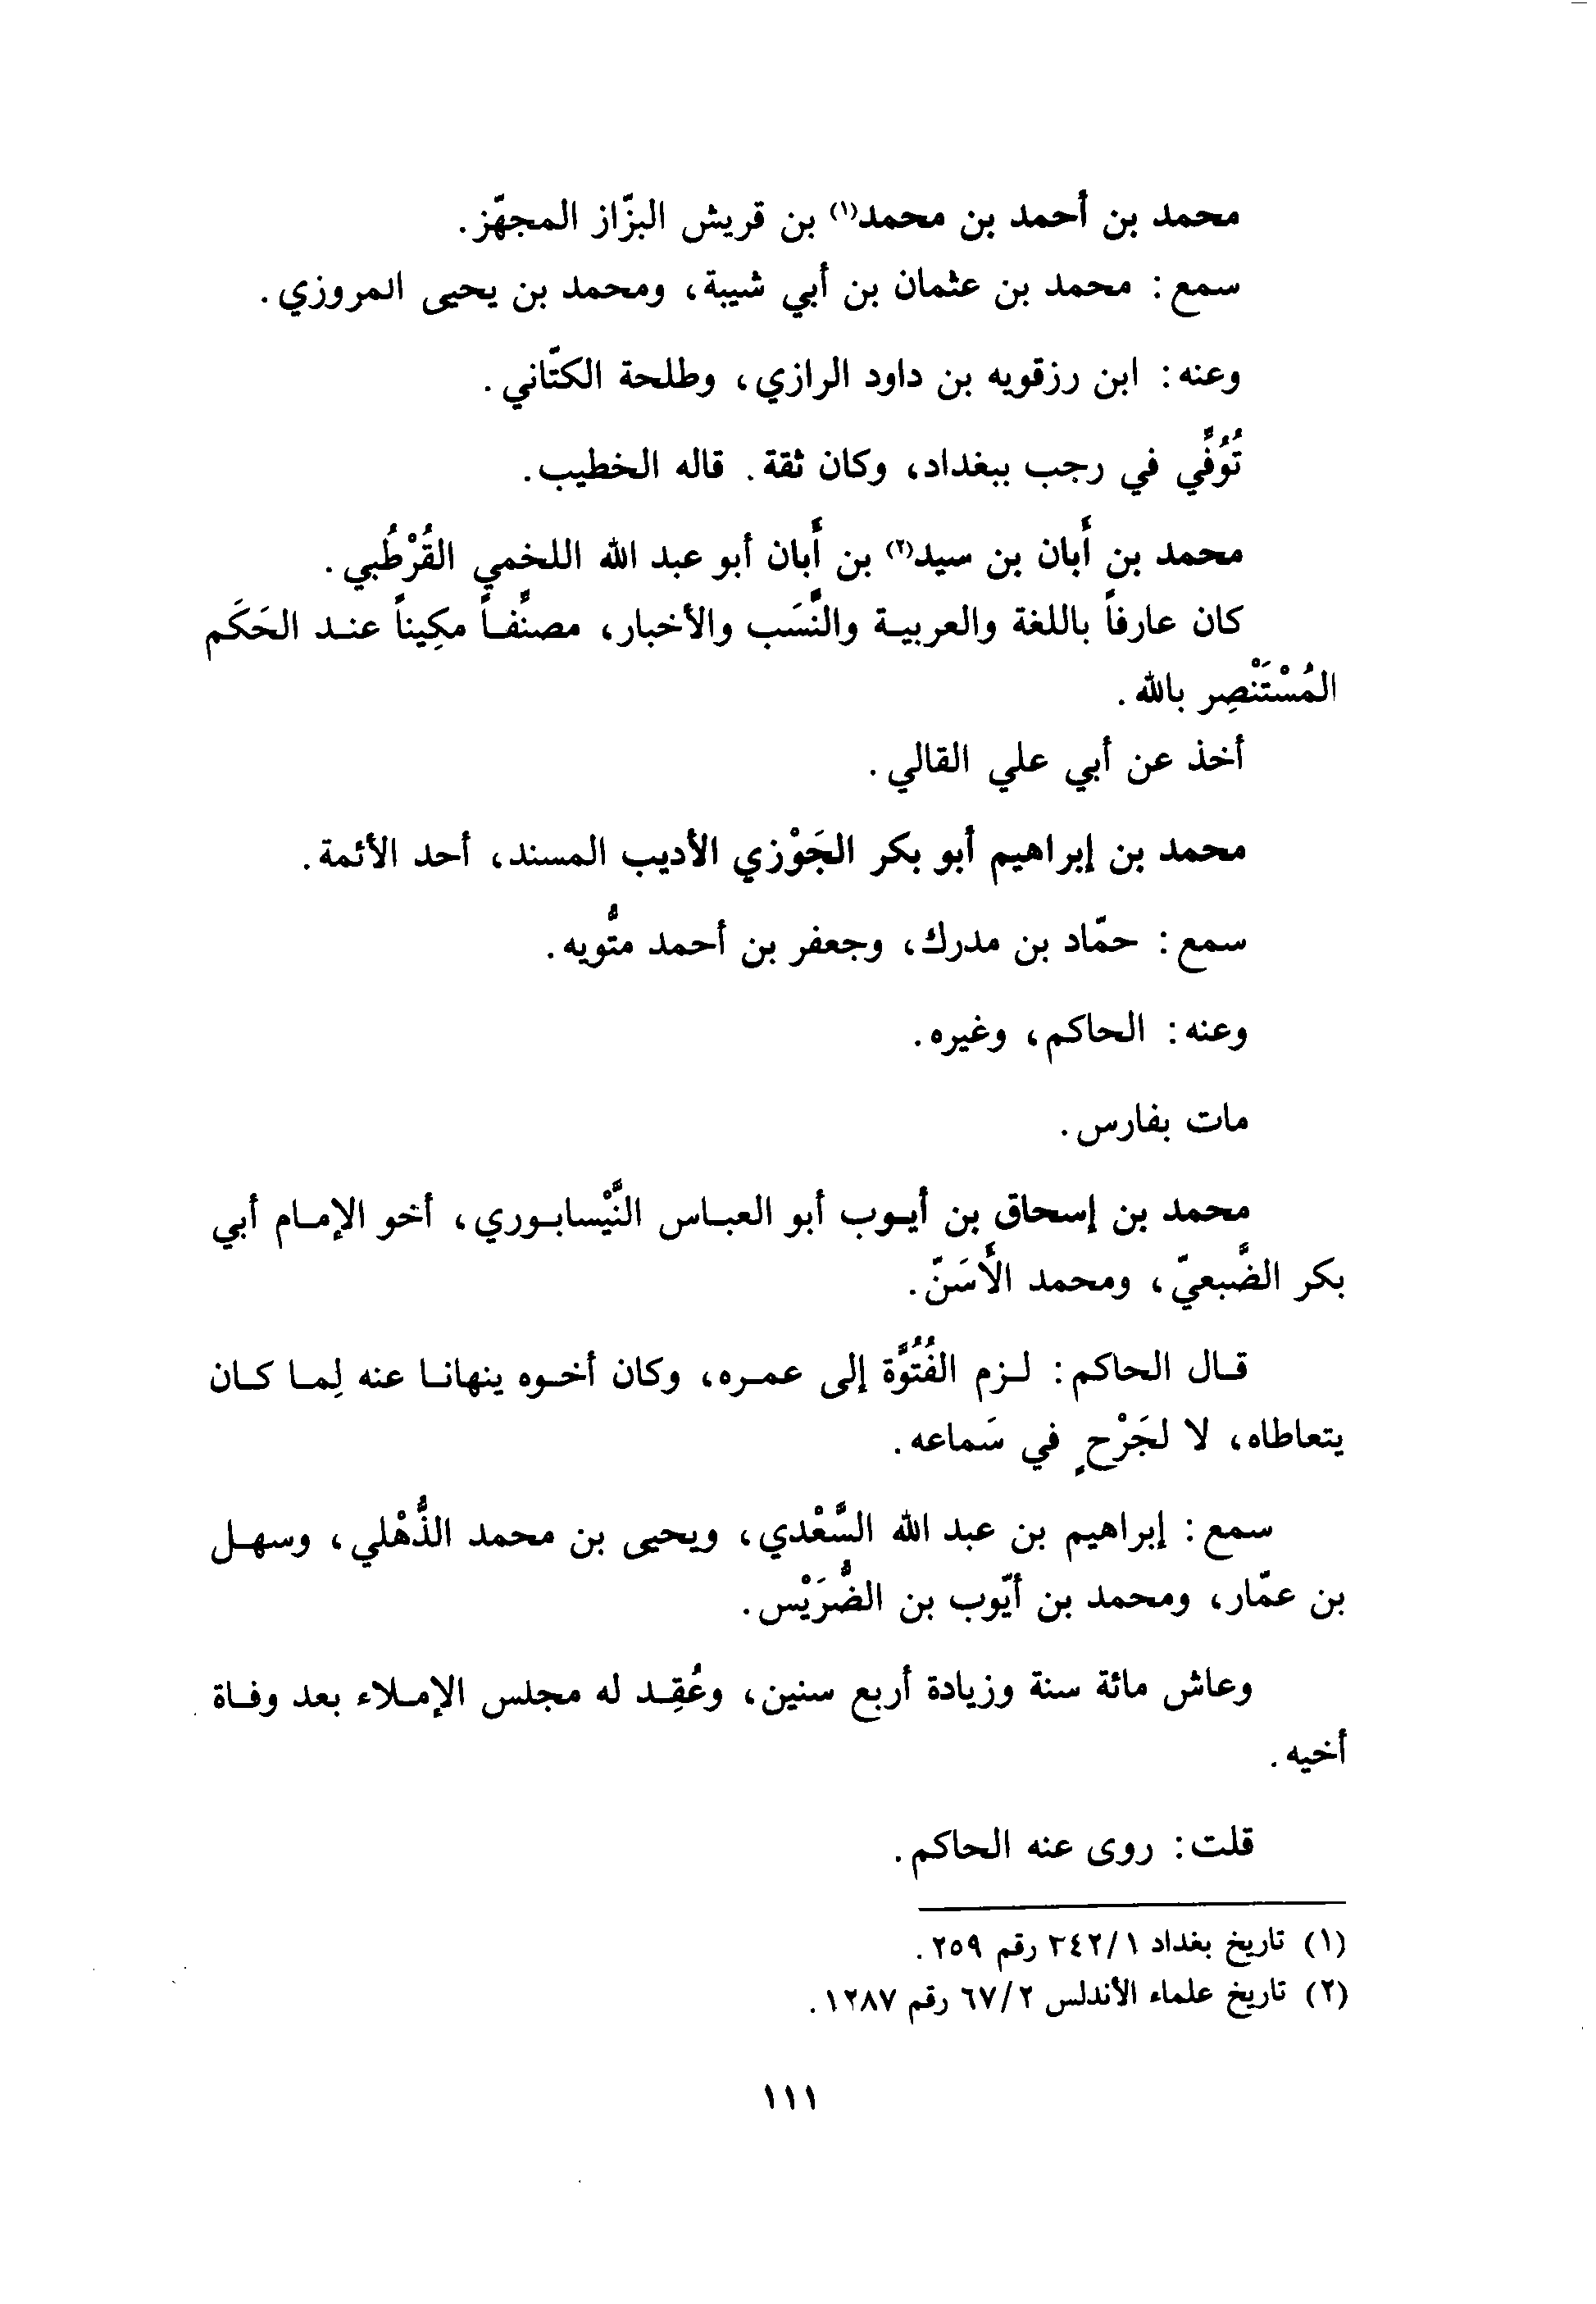 محمد بن أحمد بن محمد(١) بن قريش البزّاز المجهّز.
سمع: محمد بن عثمان بن أبي شيبة، ومحمد بن يحيى المروزي.
وعنه: ابن رزقويه بن داود الرازي، وطلحة الكتّاني.
تُوُفِّي في رجب ببغداد، وكان ثقة. قاله الخطيب.
محمد بن أَبان بن سيد(٢) بن أَبان أبو عبد الله اللخمي القُرْطُبي.
كان عارفاً باللغة والعربية والنَّسَب والأخبار، مصنِّفاً مكِيناً عند الحَكَم
المُسْتَنْصِر بالله.
أخذ عن أبي علي القالي.
محمد بن إبراهيم أبو بكر الجَوْزي الأديب المسند، أحد الأئمة.
سمع: حمّاد بن مدرك، وجعفر بن أحمد متُّويه.
وعنه: الحاكم، وغيره.
مات بفارس.
محمد بن إسحاق بن أيوب أبو العباس النَّيْسابوري، أخو الإمام أبي
بكر الضَّبعيّ، ومحمد الأَسَنّ.
قال الحاكم: لزم الفُتُوَّة إلى عمره، وكان أخوه ينهانا عنه لِما كان
يتعاطاه، لا لجَرْحٍ في سَماعه.
سمع: إبراهيم بن عبد الله السَّعْدي، ويحيى بن محمد الذُّهْلي، وسهل
بن عمّار، ومحمد بن أيّوب بن الضُّرَيْس.
وعاش مائة سنة وزيادة أربع سنين، وعُقِد له مجلس الإملاء بعد وفاة
أخيه.
قلت: روى عنه الحاكم.
(١) تاريخ بغداد ٣٤٢/١ رقم ٢٥٩.
(٢) تاريخ علماء الأندلس ٦٧/٢ رقم ١٢٨٧.
١١١